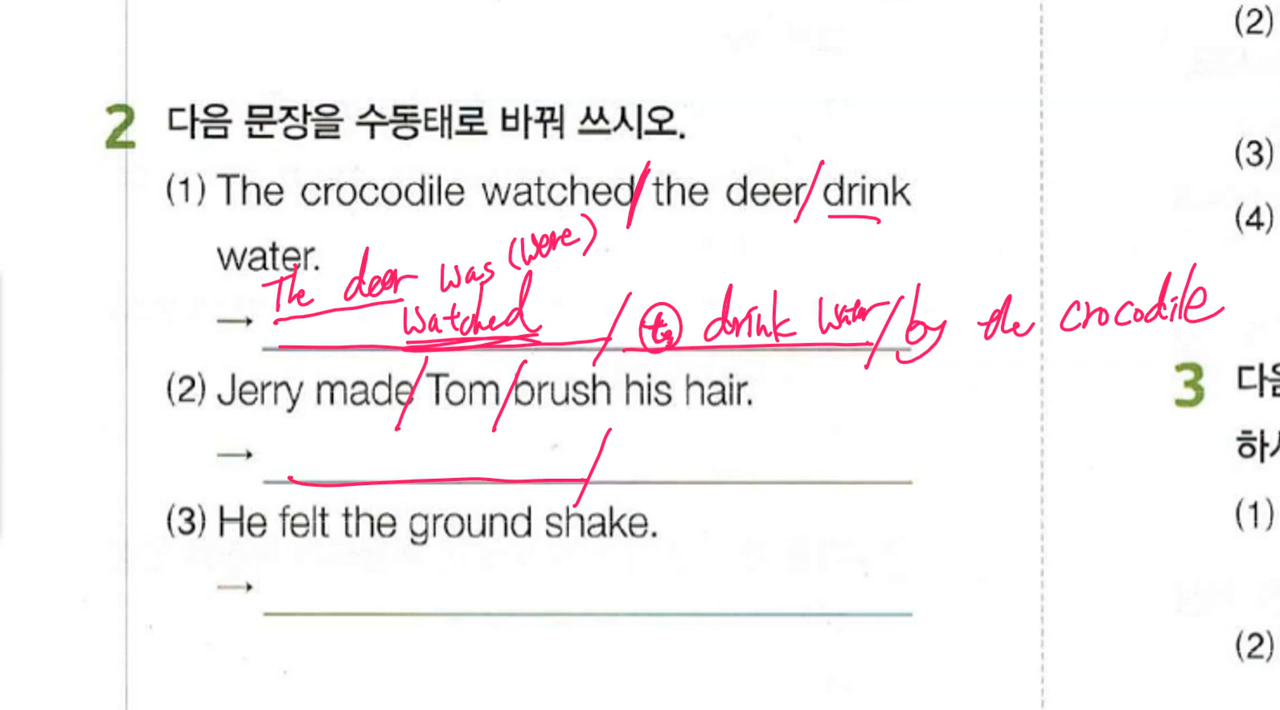 2 다음 문장을 수동태로 바꿔 쓰시오.
(1) The crocodile watched the deer drink
water.
(were)
The deer was
→ watched to drink water by the crocodile
(2) Jerry made Tom brush his hair.
→
(3) He felt the ground shake.
→
(2)
(3)
(4)
3 다음
하시
(1)
(2)